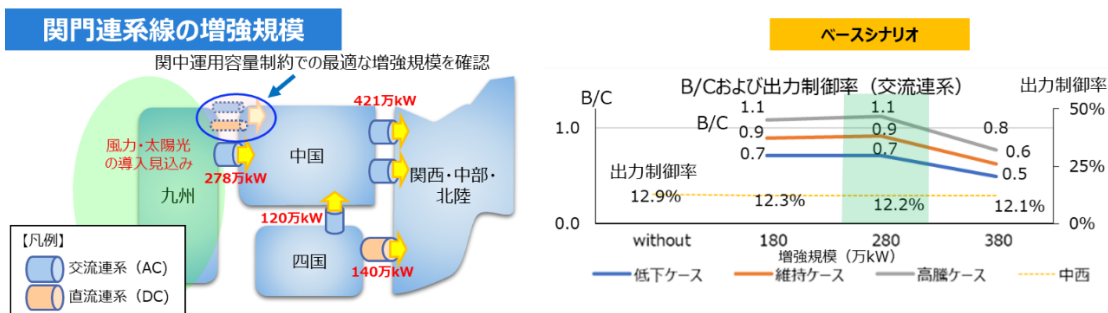 関門連系線の増強規模
関中運用容量制約での最適な増強規模を確認
421万kW
風力・太陽光
の導入見込み
中国
関西・中部・
北陸
278万kW
九州
120万kW
【凡例】
交流連系（AC）
直流連系（DC）
四国
140万kW
ベースシナリオ
B/Cおよび出力制御率（交流連系）
B/C
出力制御率
1.1
1.1
50%
1.0
B/C
0.9
0.9
0.8
0.7
0.7
0.6
25%
出力制御率
0.5
12.9%
12.3%
12.2%
12.1%
0.0
0%
without
180
280
380
増強規模（万kW）
低下ケース
維持ケース
高騰ケース
中西